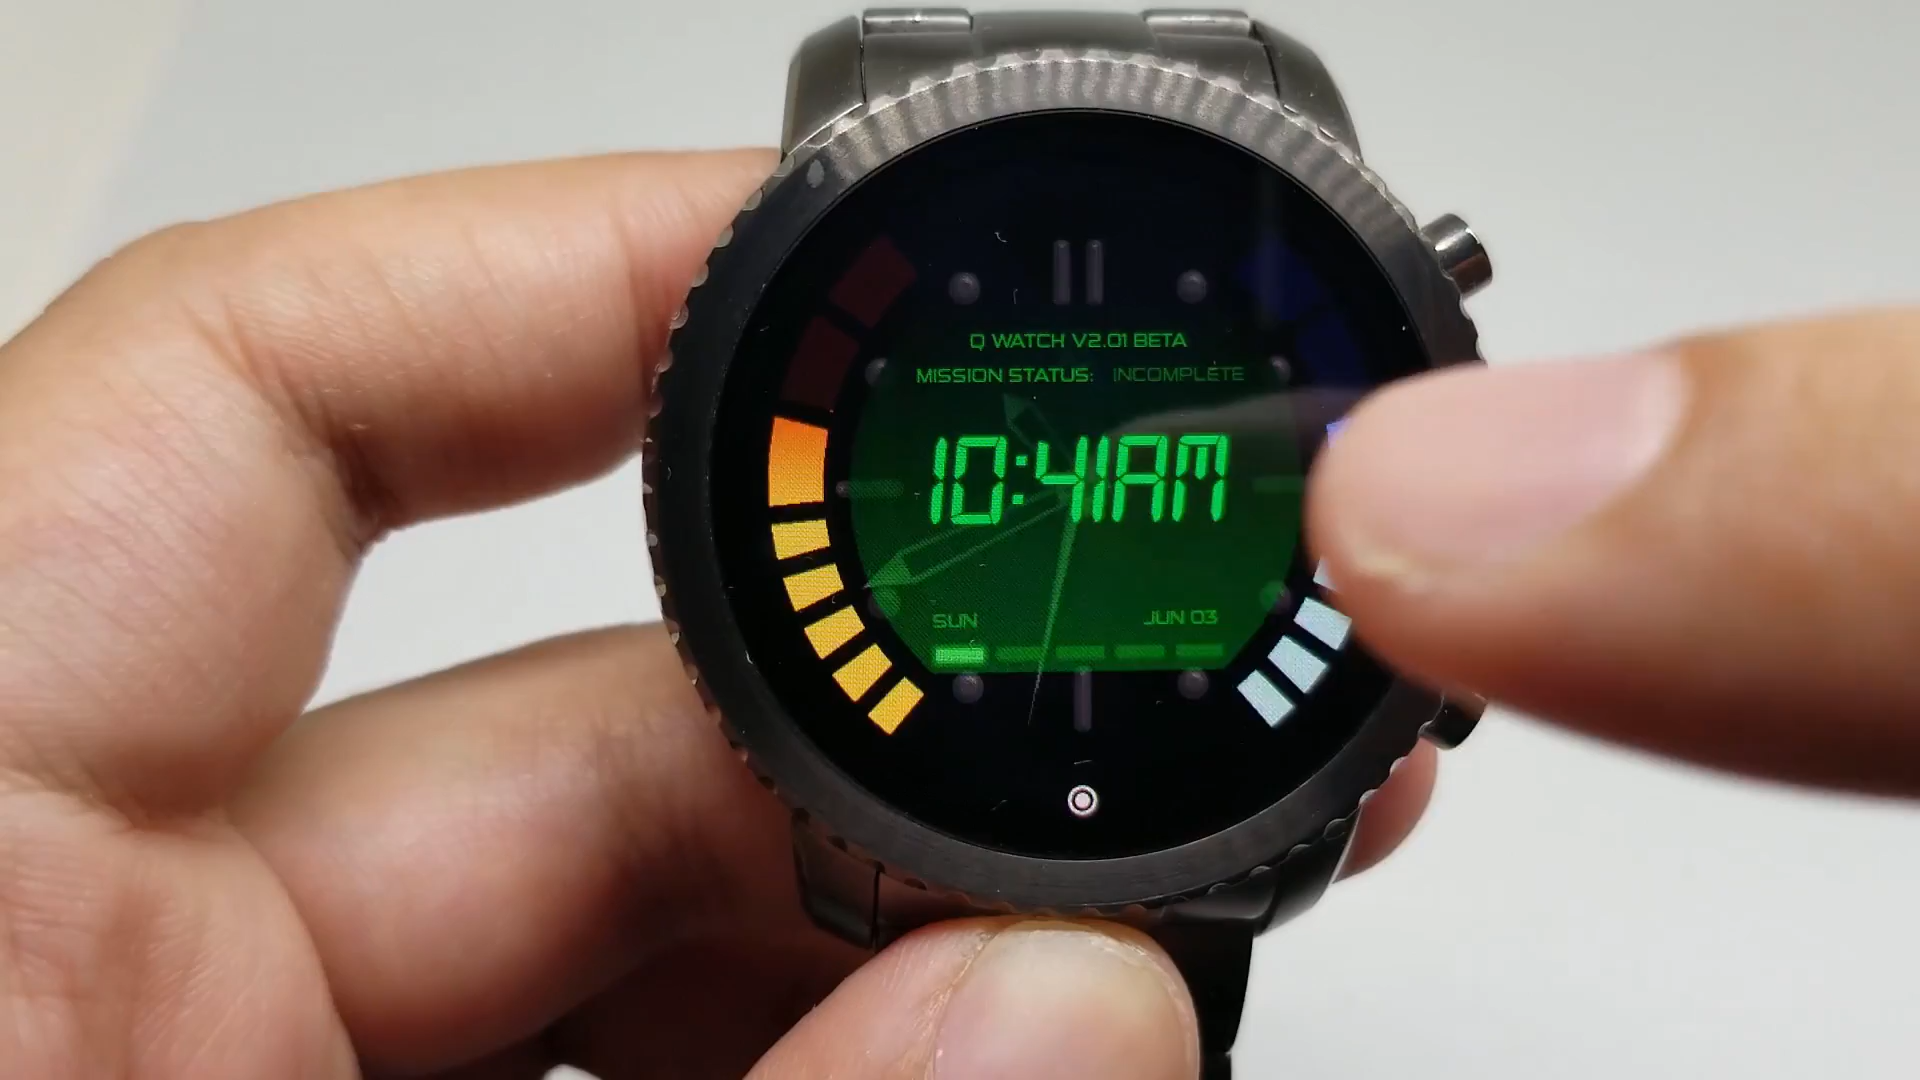 Q WATCH V2.01 BETA
MISSION STATUS: INCOMPLETE
10:41AM
SUN JUN 03